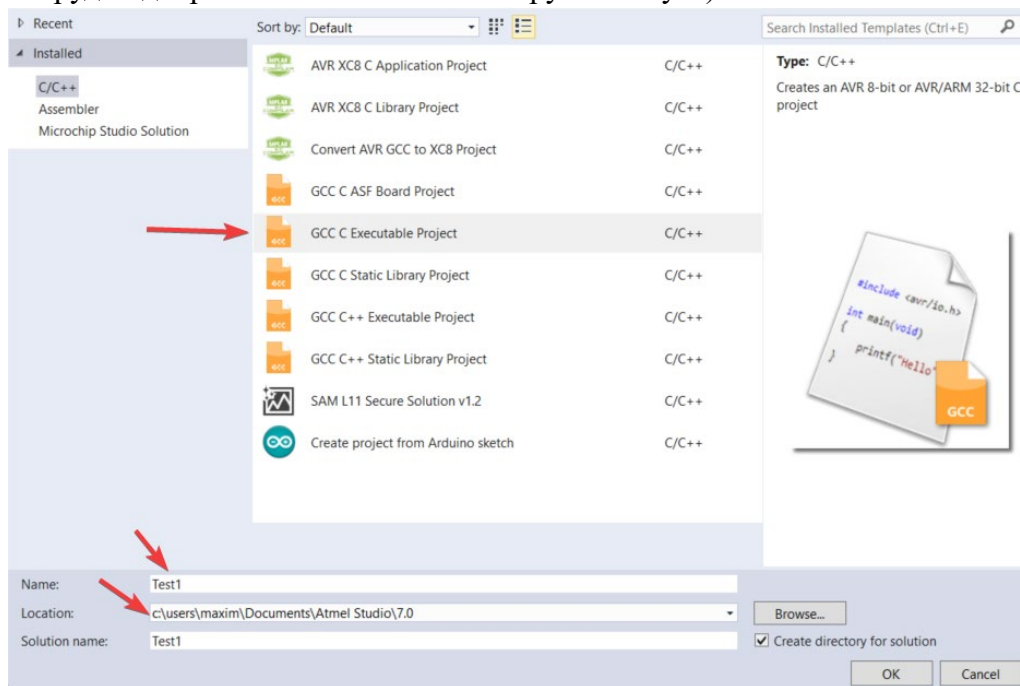 Recent
Sort by: Default
Search Installed Templates (Ctrl+E)
Installed
C/C++
Assembler
Microchip Studio Solution
AVR XC8 C Application Project C/C++
AVR XC8 C Library Project C/C++
Convert AVR GCC to XC8 Project C/C++
GCC C ASF Board Project C/C++
GCC C Executable Project C/C++
GCC C Static Library Project C/C++
GCC C++ Executable Project C/C++
GCC C++ Static Library Project C/C++
SAM L11 Secure Solution v1.2 C/C++
Create project from Arduino sketch C/C++
Type: C/C++
Creates an AVR 8-bit or AVR/ARM 32-bit C
project
#include <avr/io.h>
int main(void)
{
printf("Hello"
}
GCC
Name: Test1
Location: c:\users\maxim\Documents\Atmel Studio\7.0 Browse...
Solution name: Test1 Create directory for solution
OK Cancel